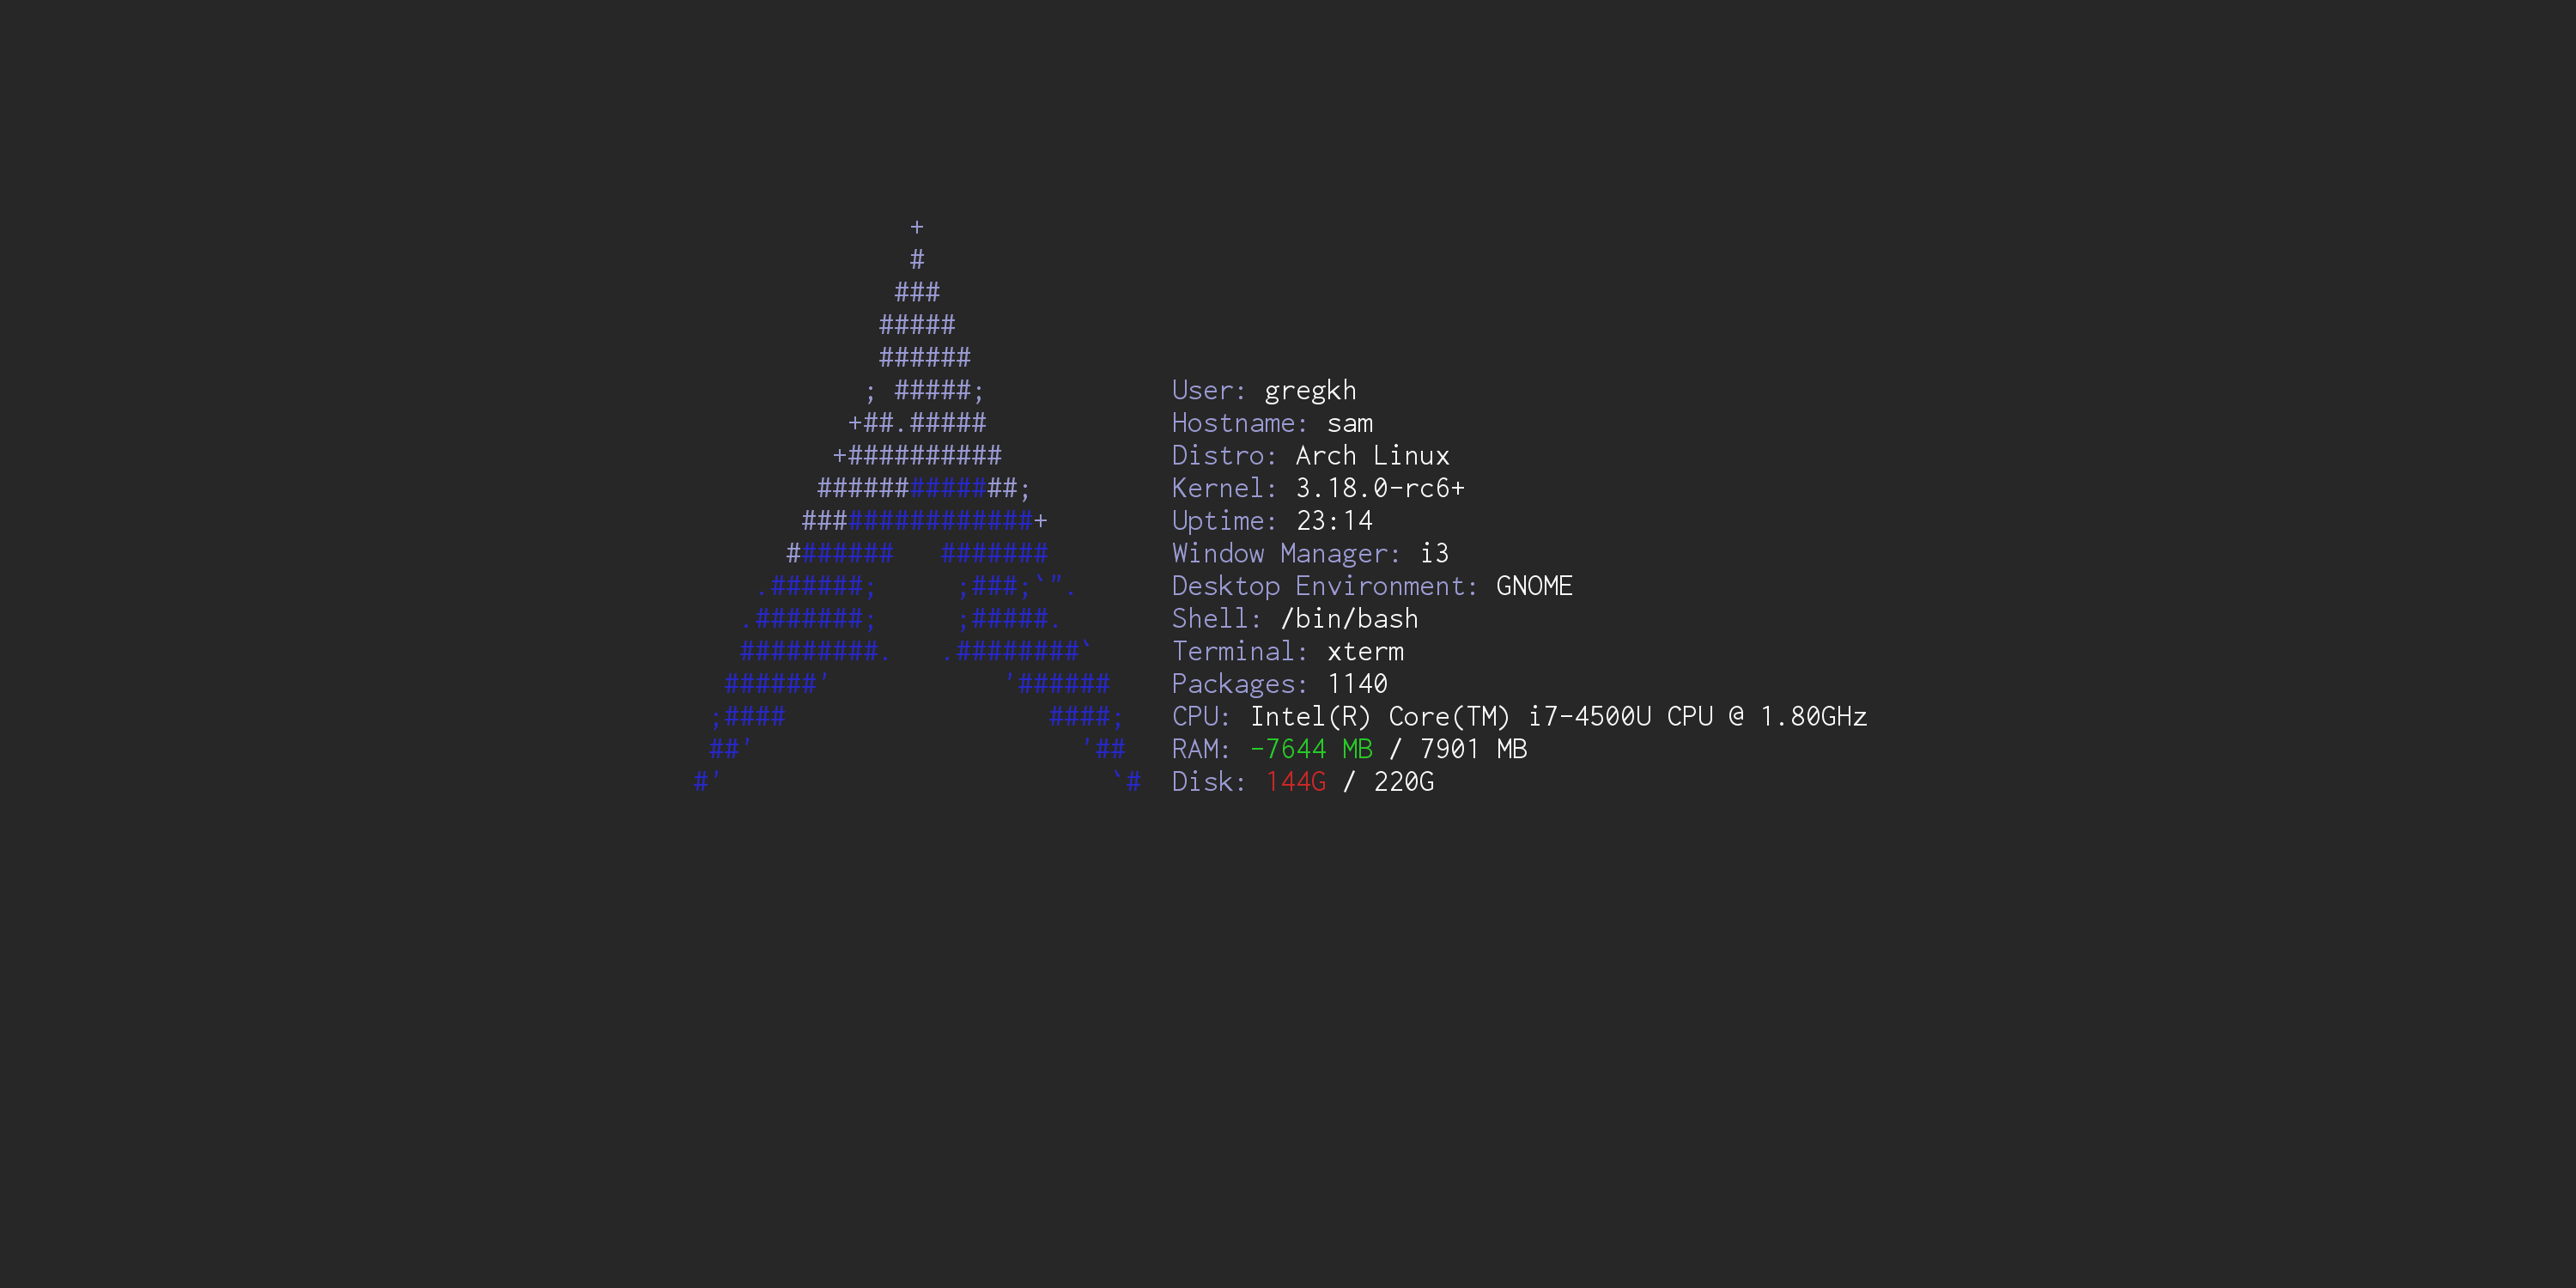 +
#
###
#####
######
; #####;
+##.#####
+##########
#############;
###############+
#######   #######
.######;     ;###;`".
.#######;     ;#####.
#########.   .########`
######'           '######
;####                 ####;
##'                     '##
#'                         `#
User: gregkh
Hostname: sam
Distro: Arch Linux
Kernel: 3.18.0-rc6+
Uptime: 23:14
Window Manager: i3
Desktop Environment: GNOME
Shell: /bin/bash
Terminal: xterm
Packages: 1140
CPU: Intel(R) Core(TM) i7-4500U CPU @ 1.80GHz
RAM: -7644 MB / 7901 MB
Disk: 144G / 220G